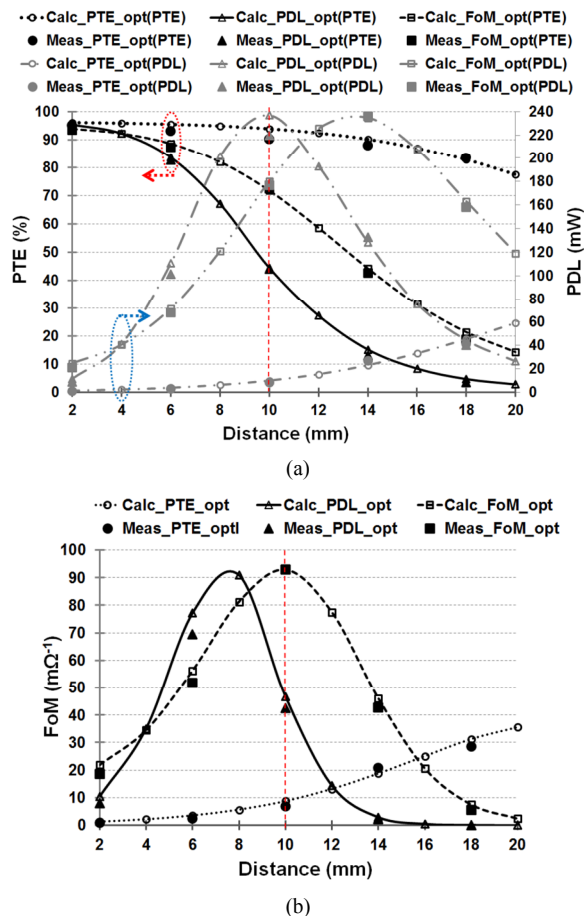 Calc_PTE_opt(PTE) Calc_PDL_opt(PTE) Calc_FoM_opt(PTE)
Meas_PTE_opt(PTE) Meas_PDL_opt(PTE) Meas_FoM_opt(PTE)
Calc_PTE_opt(PDL) Calc_PDL_opt(PDL) Calc_FoM_opt(PDL)
Meas_PTE_opt(PDL) Meas_PDL_opt(PDL) Meas_FoM_opt(PDL)
100 240
90 220
80 200
70 180
60 160
50 140
40 120
30 100
20 80
10 60
0 40
20
0
PTE (%)
PDL (mW)
2 4 6 8 10 12 14 16 18 20
Distance (mm)
(a)
Calc_PTE_opt Calc_PDL_opt Calc_FoM_opt
Meas_PTE_optl Meas_PDL_opt Meas_FoM_opt
100
90
80
70
60
50
40
30
20
10
0
FoM (mΩ⁻¹)
2 4 6 8 10 12 14 16 18 20
Distance (mm)
(b)